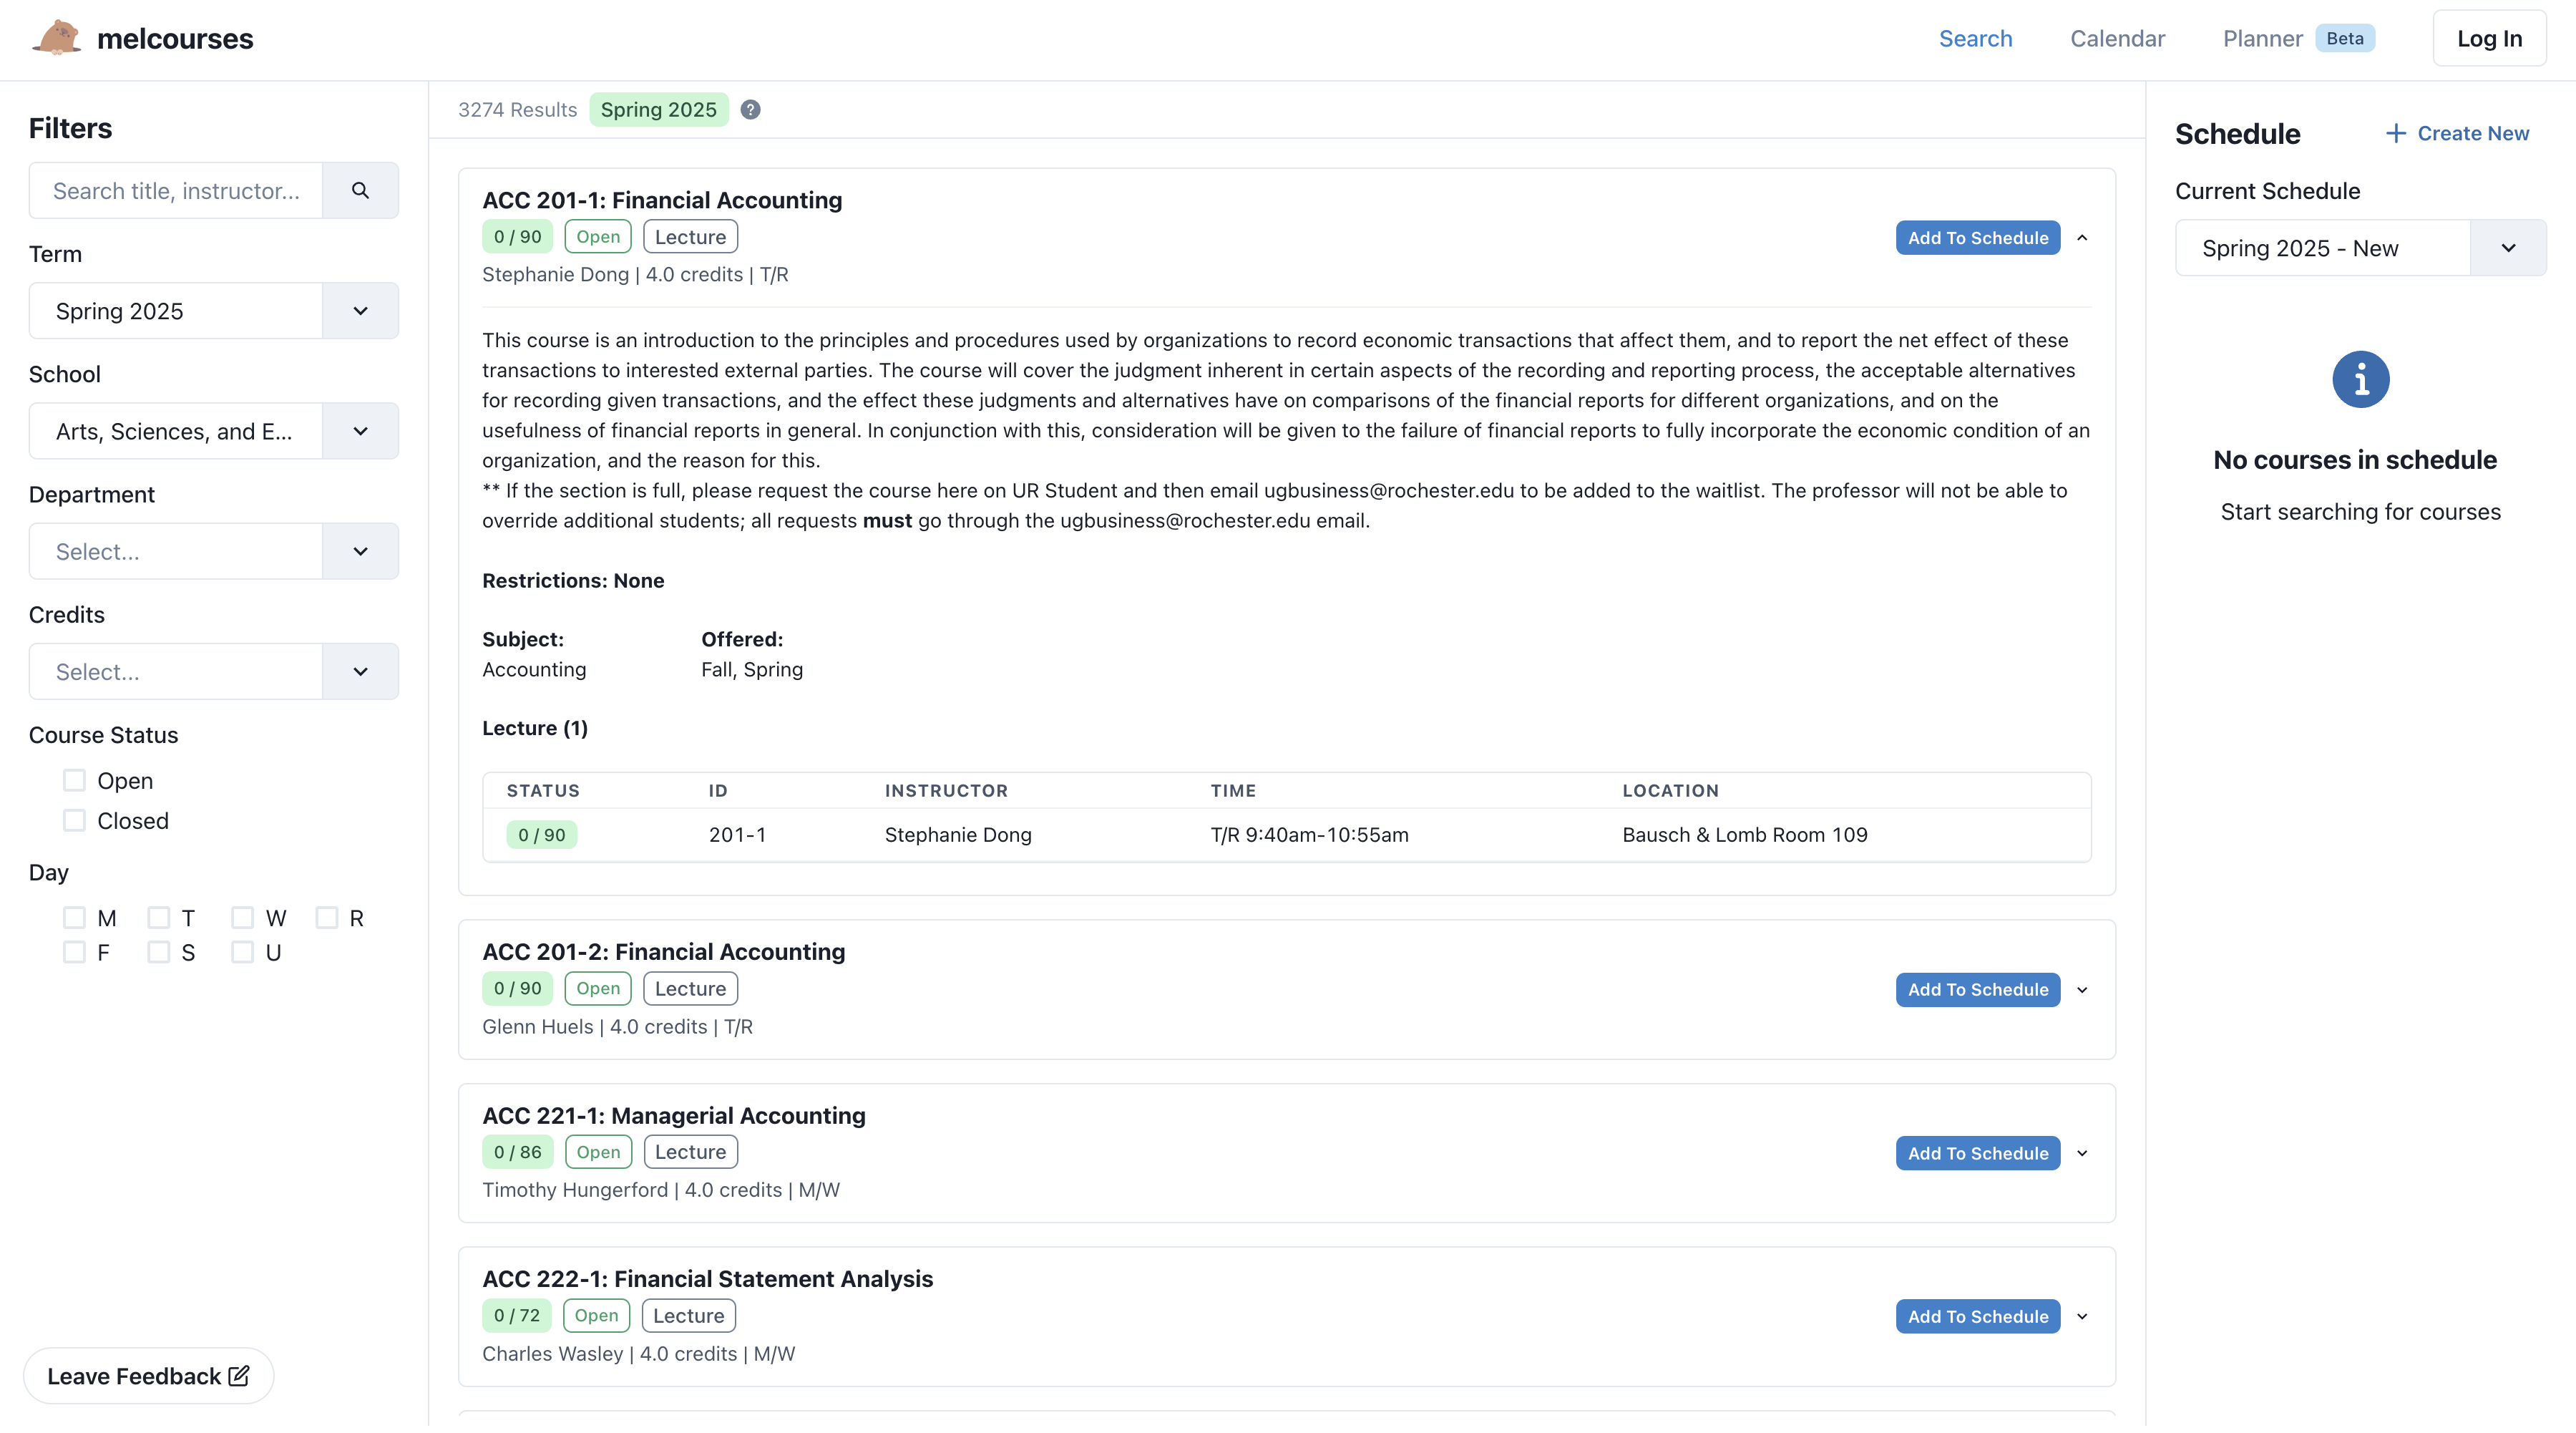 melcourses
Search
Calendar
Planner Beta
Log In
Filters
Search title, instructor...
Term
Spring 2025
School
Arts, Sciences, and E...
Department
Select...
Credits
Select...
Course Status
Open
Closed
Day
M T W R
F S U
Leave Feedback
3274 Results Spring 2025 ?
ACC 201-1: Financial Accounting
0 / 90 Open Lecture
Add To Schedule
Stephanie Dong | 4.0 credits | T/R
This course is an introduction to the principles and procedures used by organizations to record economic transactions that affect them, and to report the net effect of these
transactions to interested external parties. The course will cover the judgment inherent in certain aspects of the recording and reporting process, the acceptable alternatives
for recording given transactions, and the effect these judgments and alternatives have on comparisons of the financial reports for different organizations, and on the
usefulness of financial reports in general. In conjunction with this, consideration will be given to the failure of financial reports to fully incorporate the economic condition of an
organization, and the reason for this.
** If the section is full, please request the course here on UR Student and then email ugbusiness@rochester.edu to be added to the waitlist. The professor will not be able to
override additional students; all requests must go through the ugbusiness@rochester.edu email.
Restrictions: None
Subject: Offered:
Accounting Fall, Spring
Lecture (1)
STATUS ID INSTRUCTOR TIME LOCATION
0 / 90 201-1 Stephanie Dong T/R 9:40am-10:55am Bausch & Lomb Room 109
ACC 201-2: Financial Accounting
0 / 90 Open Lecture
Add To Schedule
Glenn Huels | 4.0 credits | T/R
ACC 221-1: Managerial Accounting
0 / 86 Open Lecture
Add To Schedule
Timothy Hungerford | 4.0 credits | M/W
ACC 222-1: Financial Statement Analysis
0 / 72 Open Lecture
Add To Schedule
Charles Wasley | 4.0 credits | M/W
Schedule
+ Create New
Current Schedule
Spring 2025 - New
i
No courses in schedule
Start searching for courses